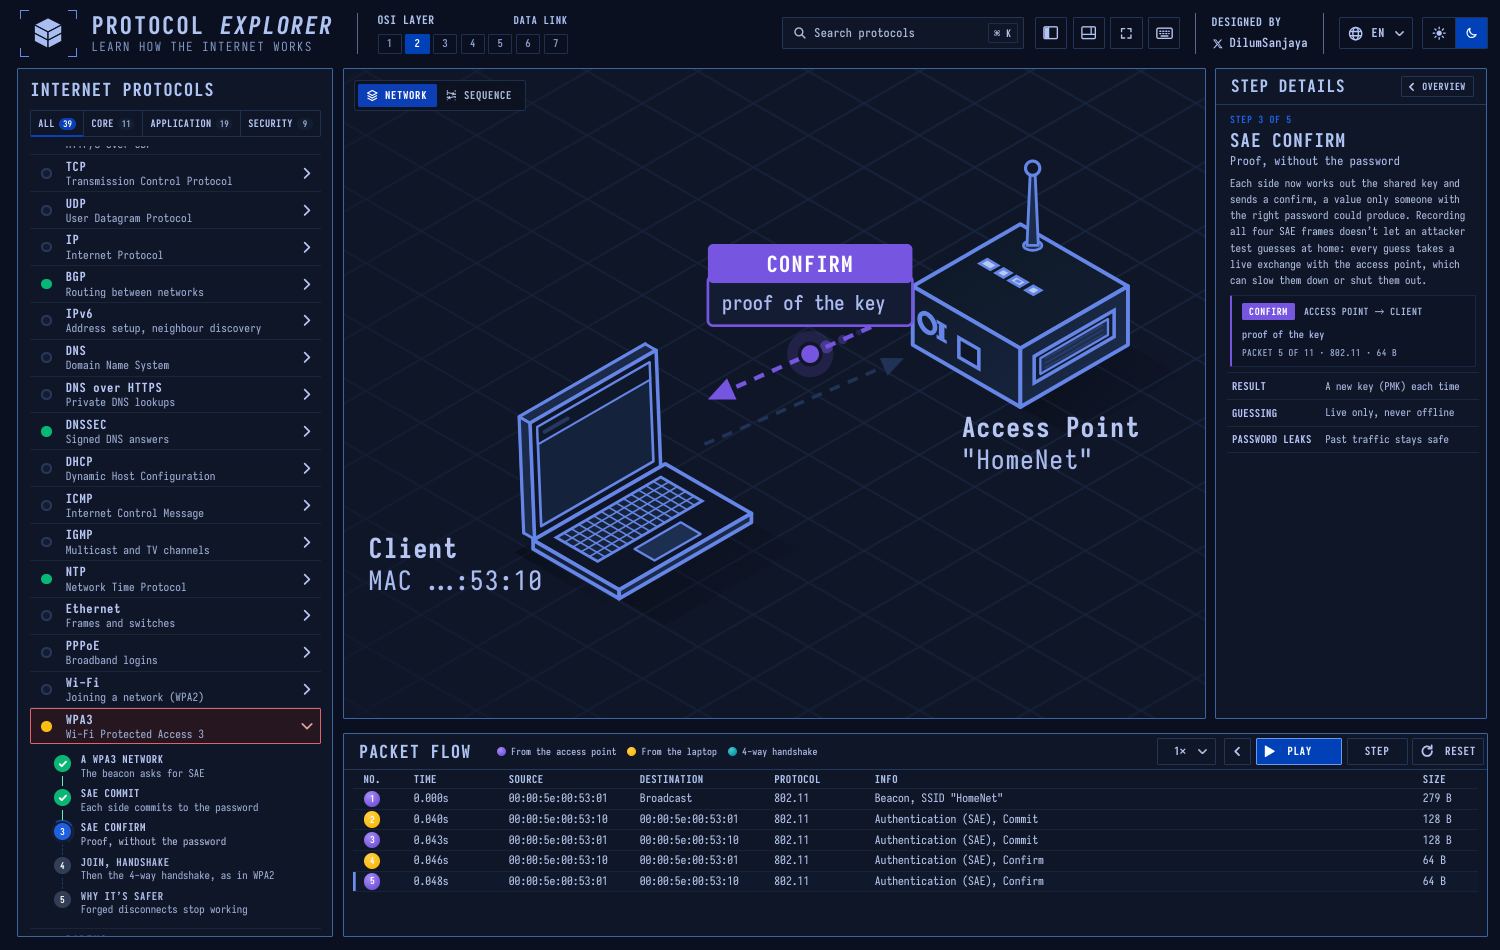 PROTOCOL EXPLORER
LEARN HOW THE INTERNET WORKS
OSI LAYER DATA LINK
1 2 3 4 5 6 7
Search protocols ⌘ K
DESIGNED BY
DilumSanjaya
EN
INTERNET PROTOCOLS
ALL 39 CORE 11 APPLICATION 19 SECURITY 9
TCP
Transmission Control Protocol
UDP
User Datagram Protocol
IP
Internet Protocol
BGP
Routing between networks
IPv6
Address setup, neighbour discovery
DNS
Domain Name System
DNS over HTTPS
Private DNS lookups
DNSSEC
Signed DNS answers
DHCP
Dynamic Host Configuration
ICMP
Internet Control Message
IGMP
Multicast and TV channels
NTP
Network Time Protocol
Ethernet
Frames and switches
PPPoE
Broadband logins
Wi-Fi
Joining a network (WPA2)
WPA3
Wi-Fi Protected Access 3
A WPA3 NETWORK
The beacon asks for SAE
SAE COMMIT
Each side commits to the password
3 SAE CONFIRM
Proof, without the password
4 JOIN, HANDSHAKE
Then the 4-way handshake, as in WPA2
5 WHY IT'S SAFER
Forged disconnects stop working
NETWORK SEQUENCE
CONFIRM
proof of the key
Access Point
"HomeNet"
Client
MAC …:53:10
STEP DETAILS OVERVIEW
STEP 3 OF 5
SAE CONFIRM
Proof, without the password
Each side now works out the shared key and
sends a confirm, a value only someone with
the right password could produce. Recording
all four SAE frames doesn't let an attacker
test guesses at home: every guess takes a
live exchange with the access point, which
can slow them down or shut them out.
CONFIRM ACCESS POINT → CLIENT
proof of the key
PACKET 5 OF 11 · 802.11 · 64 B
RESULT A new key (PMK) each time
GUESSING Live only, never offline
PASSWORD LEAKS Past traffic stays safe
PACKET FLOW From the access point From the laptop 4-way handshake 1× PLAY STEP RESET
NO. TIME SOURCE DESTINATION PROTOCOL INFO SIZE
1 0.000s 00:00:5e:00:53:01 Broadcast 802.11 Beacon, SSID "HomeNet" 279 B
2 0.040s 00:00:5e:00:53:10 00:00:5e:00:53:01 802.11 Authentication (SAE), Commit 128 B
3 0.043s 00:00:5e:00:53:01 00:00:5e:00:53:10 802.11 Authentication (SAE), Commit 128 B
4 0.046s 00:00:5e:00:53:10 00:00:5e:00:53:01 802.11 Authentication (SAE), Confirm 64 B
5 0.048s 00:00:5e:00:53:01 00:00:5e:00:53:10 802.11 Authentication (SAE), Confirm 64 B